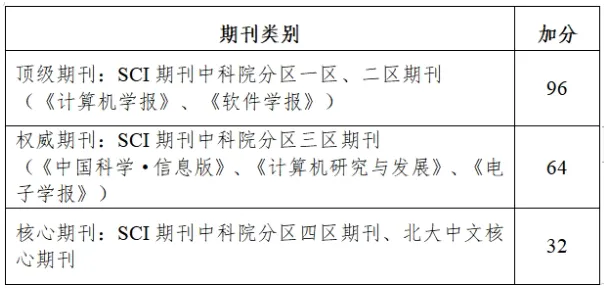 期刊类别 加分
顶级期刊：SCI 期刊中科院分区一区、二区期刊
（《计算机学报》、《软件学报》） 96
权威期刊：SCI 期刊中科院分区三区期刊
（《中国科学·信息版》、《计算机研究与发展》、《电
子学报》） 64
核心期刊：SCI 期刊中科院分区四区期刊、北大中文核
心期刊 32